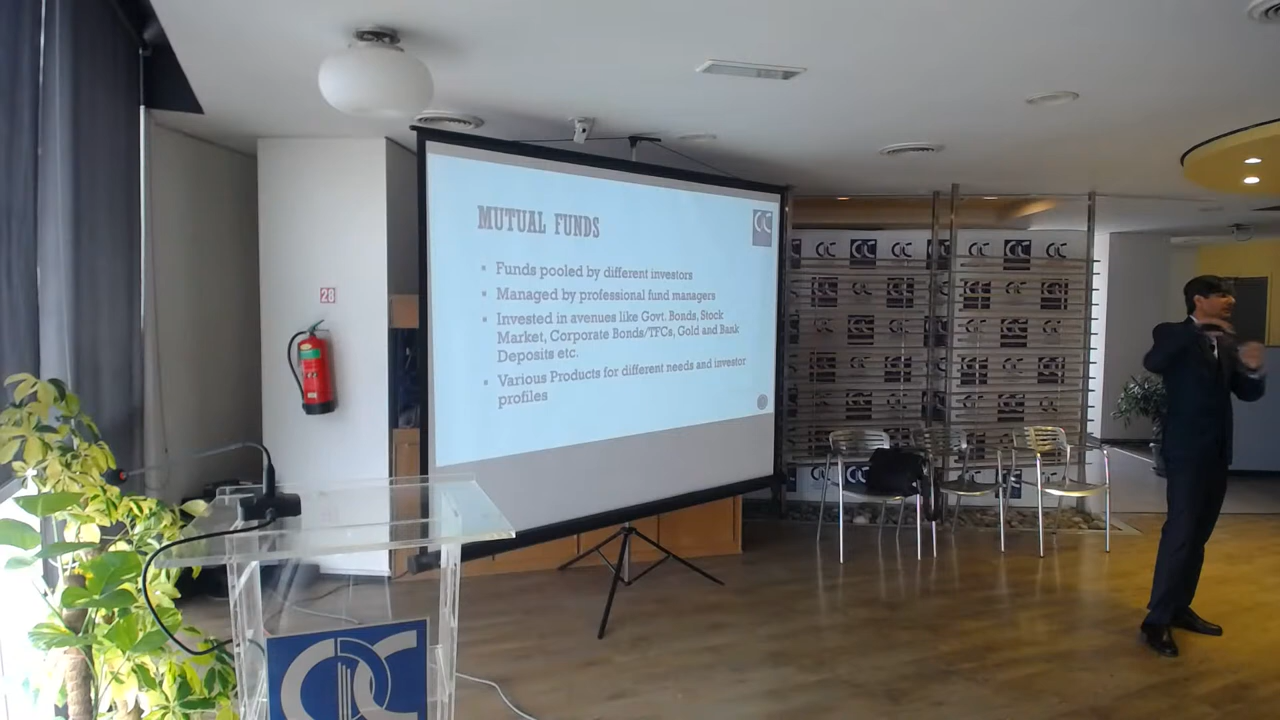 MUTUAL FUNDS
▪ Funds pooled by different investors
▪ Managed by professional fund managers
▪ Invested in avenues like Govt. Bonds, Stock
Market, Corporate Bonds/TFCs, Gold and Bank
Deposits etc.
▪ Various Products for different needs and investor
profiles
28